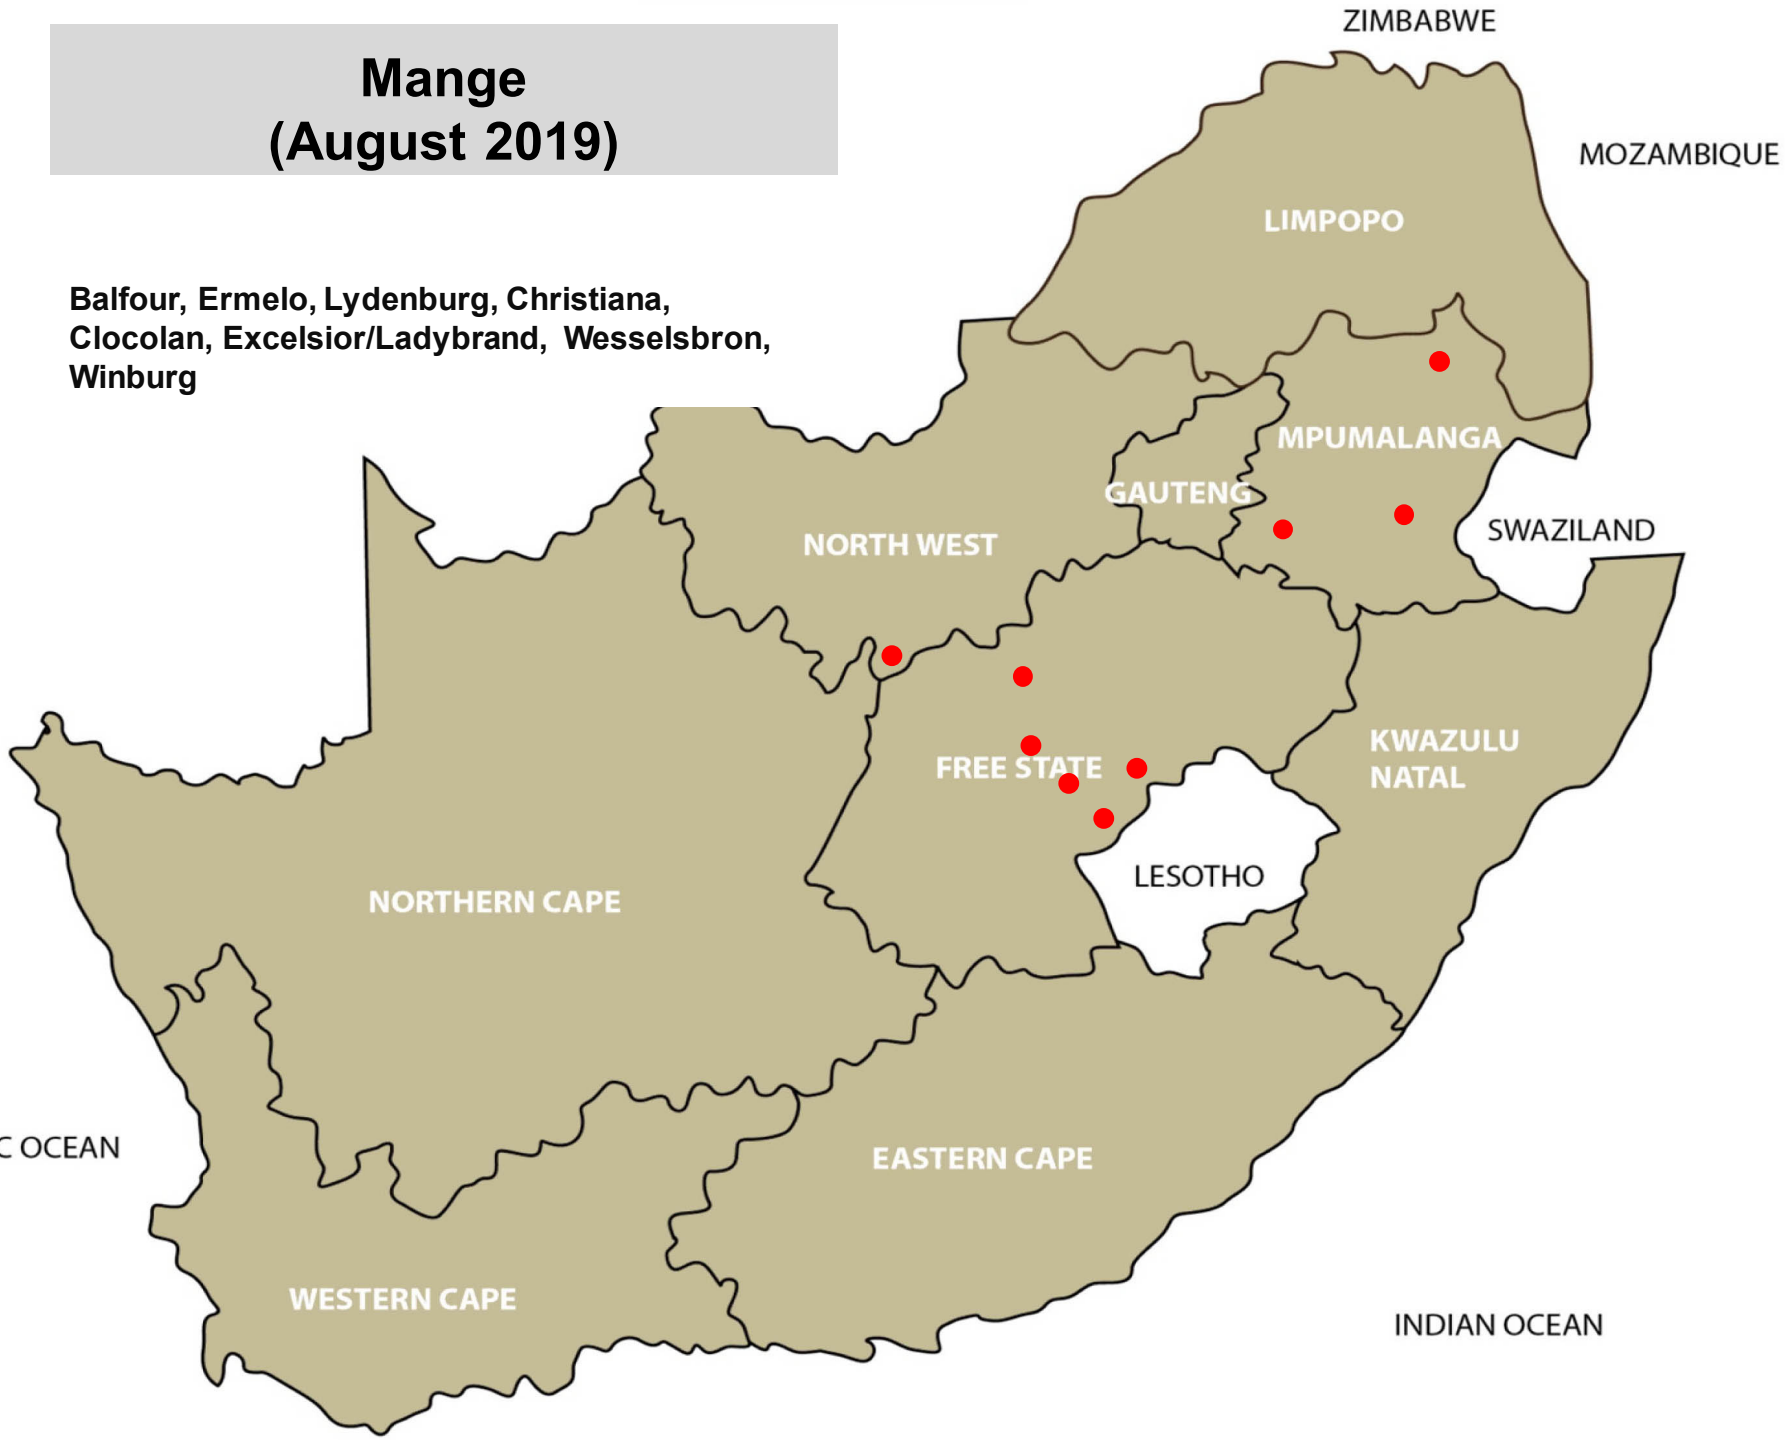 ZIMBABWE
Mange
(August 2019)
MOZAMBIQUE
LIMPOPO
Balfour, Ermelo, Lydenburg, Christiana,
Clocolan, Excelsior/Ladybrand, Wesselsbron,
Winburg
MPUMALANGA
GAUTENG
SWAZILAND
NORTH WEST
KWAZULU
NATAL
FREE STATE
LESOTHO
NORTHERN CAPE
C OCEAN
EASTERN CAPE
WESTERN CAPE
INDIAN OCEAN